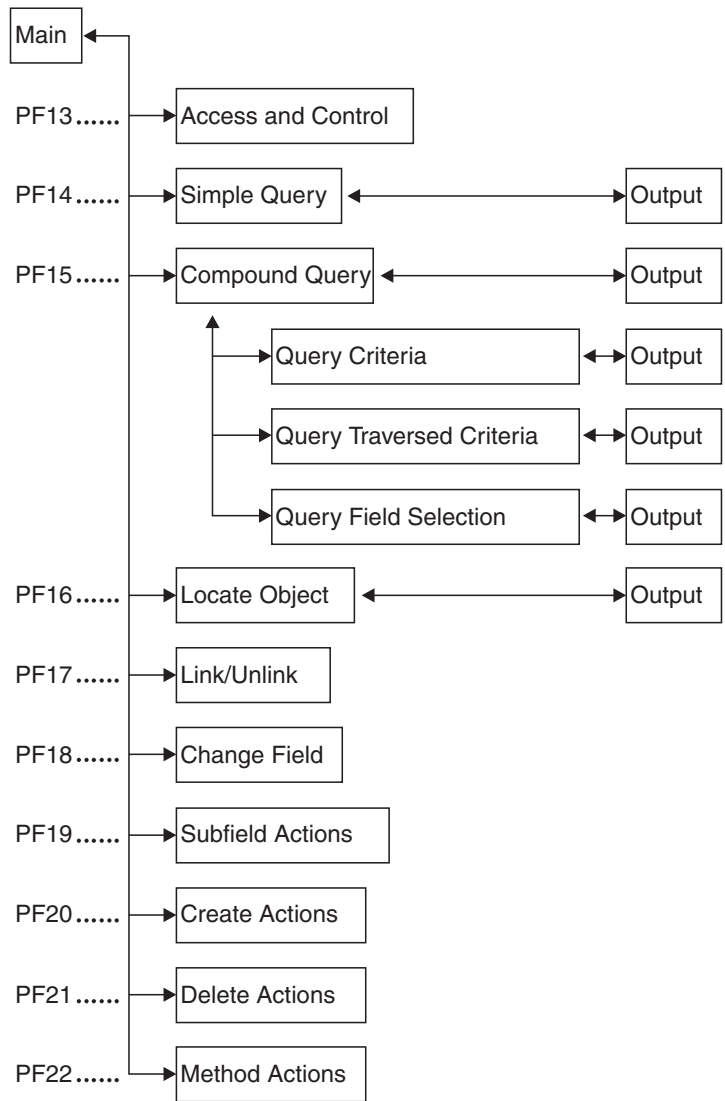 Main
PF13...... Access and Control
PF14...... Simple Query Output
PF15...... Compound Query Output
Query Criteria Output
Query Traversed Criteria Output
Query Field Selection Output
PF16...... Locate Object Output
PF17...... Link/Unlink
PF18...... Change Field
PF19...... Subfield Actions
PF20...... Create Actions
PF21...... Delete Actions
PF22...... Method Actions